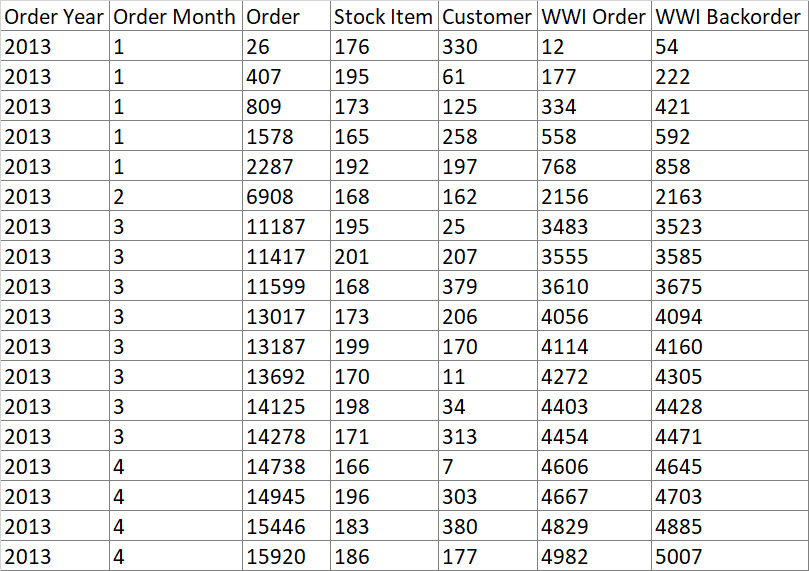 Order Year Order Month Order Stock Item Customer WWI Order WWI Backorder
2013 1 26 176 330 12 54
2013 1 407 195 61 177 222
2013 1 809 173 125 334 421
2013 1 1578 165 258 558 592
2013 1 2287 192 197 768 858
2013 2 6908 168 162 2156 2163
2013 3 11187 195 25 3483 3523
2013 3 11417 201 207 3555 3585
2013 3 11599 168 379 3610 3675
2013 3 13017 173 206 4056 4094
2013 3 13187 199 170 4114 4160
2013 3 13692 170 11 4272 4305
2013 3 14125 198 34 4403 4428
2013 3 14278 171 313 4454 4471
2013 4 14738 166 7 4606 4645
2013 4 14945 196 303 4667 4703
2013 4 15446 183 380 4829 4885
2013 4 15920 186 177 4982 5007